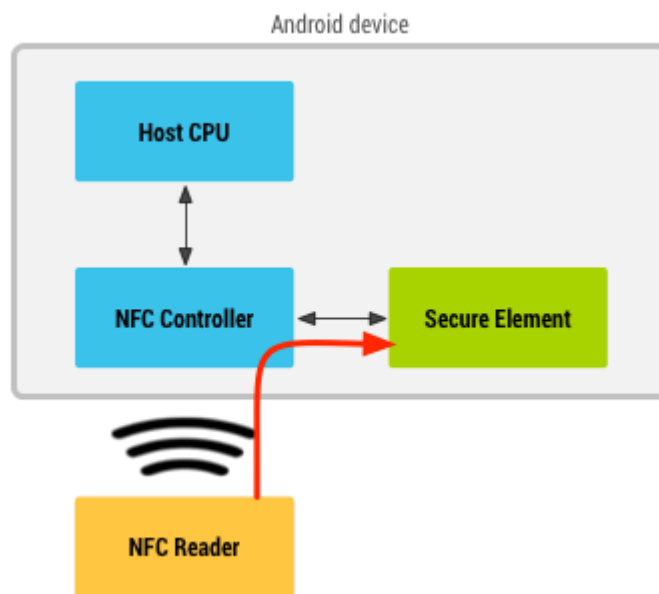 Android device
Host CPU
NFC Controller
Secure Element
NFC Reader